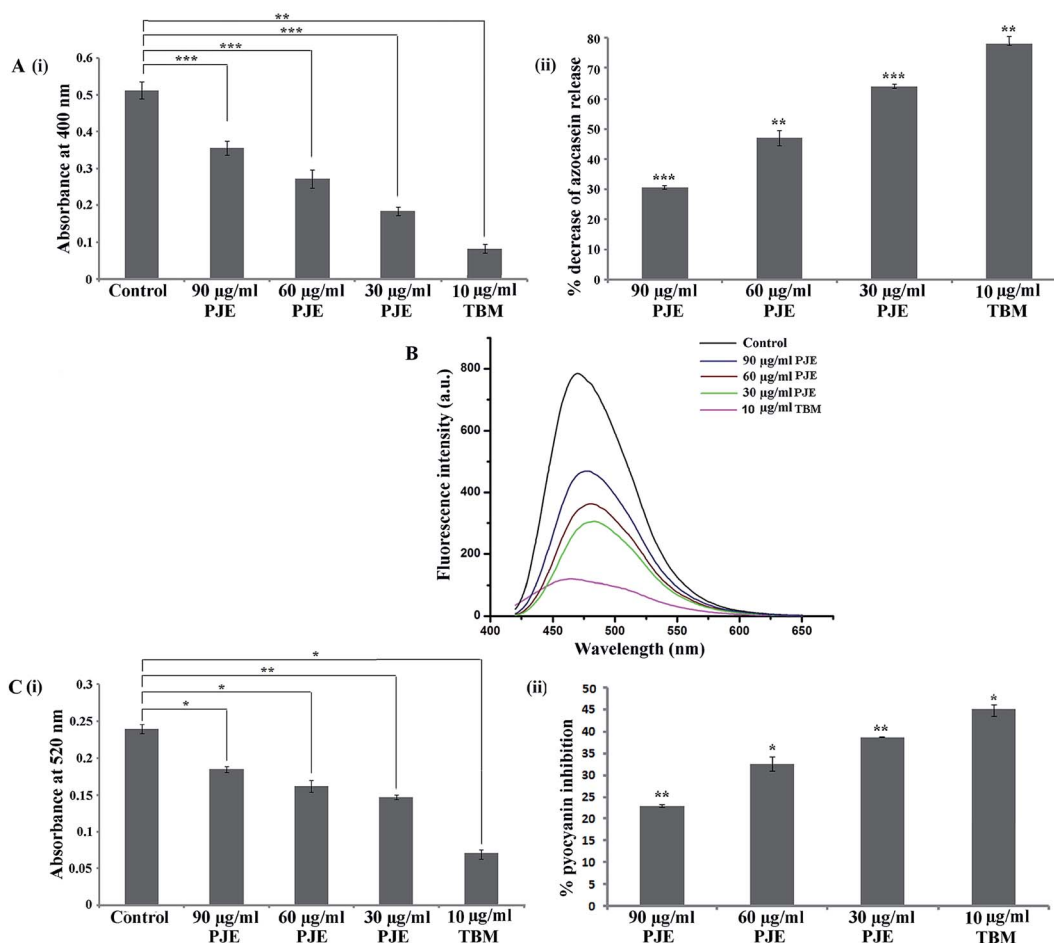 A (i)
Absorbance at 400 nm
0.6
0.5
0.4
0.3
0.2
0.1
0
**
***
***
***
Control
90 µg/ml
PJE
60 µg/ml
PJE
30 µg/ml
PJE
10 µg/ml
TBM
(ii)
% decrease of azocasein release
80
70
60
50
40
30
20
10
0
***
**
***
**
90 µg/ml
PJE
60 µg/ml
PJE
30 µg/ml
PJE
10 µg/ml
TBM
B
Fluorescence intensity (a.u.)
800
600
400
200
0
400
450
500
550
600
650
Wavelength (nm)
Control
90 µg/ml PJE
60 µg/ml PJE
30 µg/ml PJE
10 µg/ml TBM
C (i)
Absorbance at 520 nm
0.3
0.25
0.2
0.15
0.1
0.05
0
*
**
*
*
Control
90 µg/ml
PJE
60 µg/ml
PJE
30 µg/ml
PJE
10 µg/ml
TBM
(ii)
% pyocyanin inhibition
50
45
40
35
30
25
20
15
10
5
0
**
*
**
*
90 µg/ml
PJE
60 µg/ml
PJE
30 µg/ml
PJE
10 µg/ml
TBM